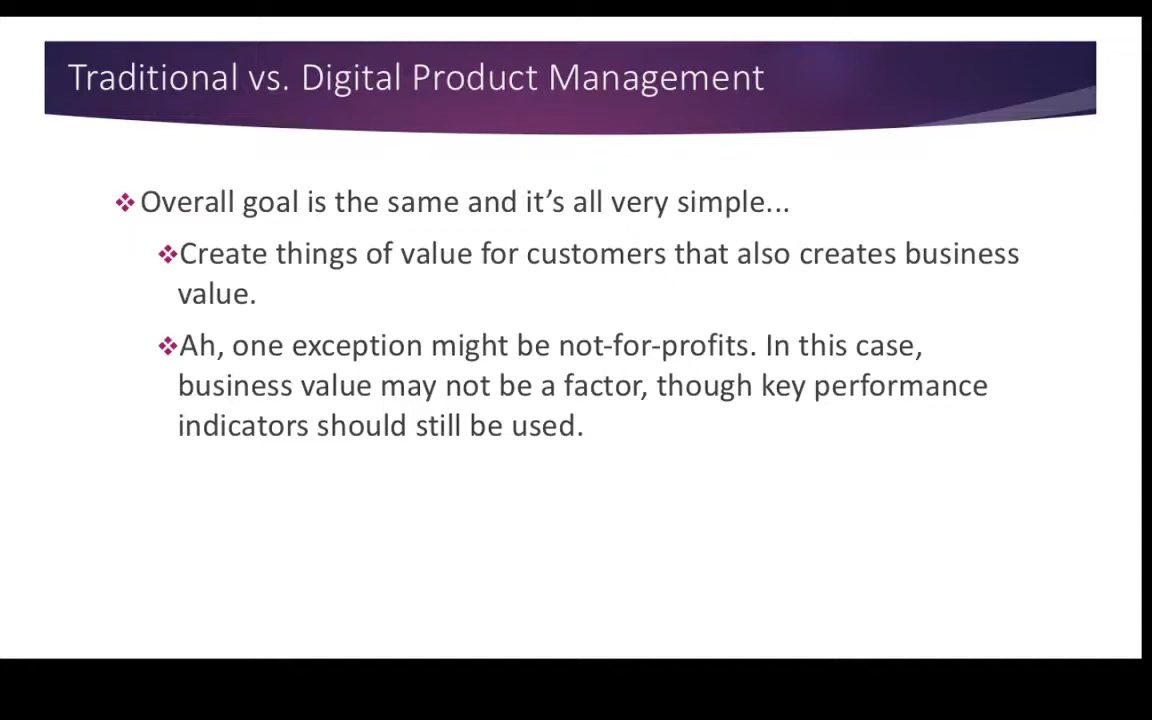 Traditional vs. Digital Product Management
Overall goal is the same and it’s all very simple...
Create things of value for customers that also creates business
value.
Ah, one exception might be not-for-profits. In this case,
business value may not be a factor, though key performance
indicators should still be used.